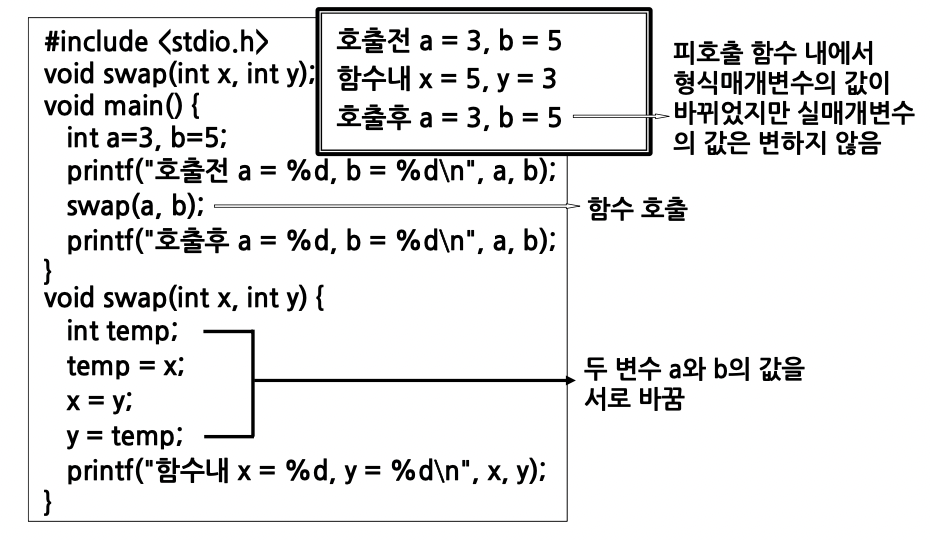 #include <stdio.h>
void swap(int x, int y);
void main() {
int a=3, b=5;
printf("호출전 a = %d, b = %d\n", a, b);
swap(a, b);
printf("호출후 a = %d, b = %d\n", a, b);
}
void swap(int x, int y) {
int temp;
temp = x;
x = y;
y = temp;
printf("함수내 x = %d, y = %d\n", x, y);
}
호출전 a = 3, b = 5
함수내 x = 5, y = 3
호출후 a = 3, b = 5
피호출 함수 내에서
형식매개변수의 값이
바뀌었지만 실매개변수
의 값은 변하지 않음
함수 호출
두 변수 a와 b의 값을
서로 바꿈